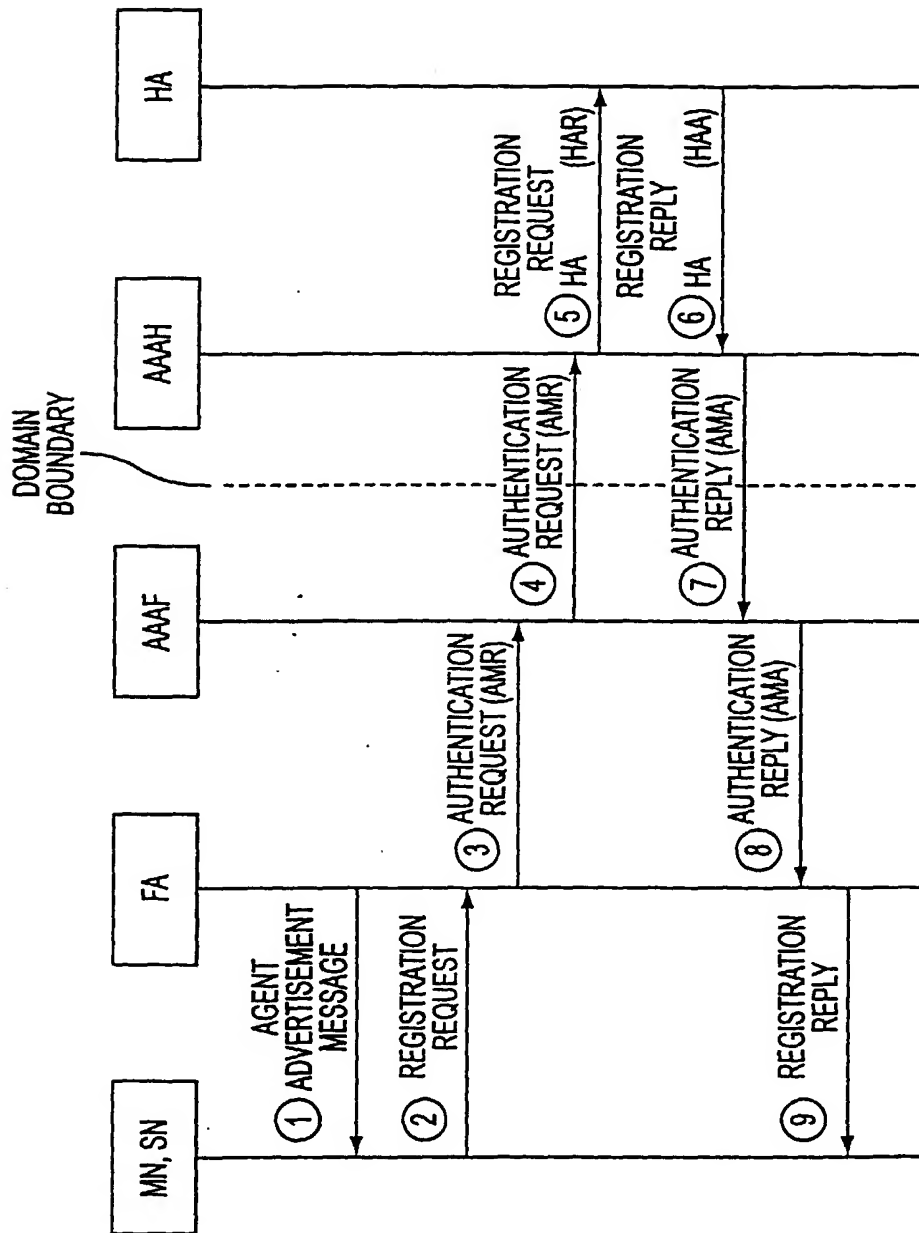 DOMAIN
BOUNDARY
MN, SN
FA
AAAF
AAAH
HA
AGENT
1 ADVERTISEMENT
MESSAGE
2 REGISTRATION
REQUEST
3 AUTHENTICATION
REQUEST (AMR)
4 AUTHENTICATION
REQUEST (AMR)
REGISTRATION
REQUEST
5 HA (HAR)
REGISTRATION
REPLY
6 HA (HAA)
7 AUTHENTICATION
REPLY (AMA)
8 AUTHENTICATION
REPLY (AMA)
9 REGISTRATION
REPLY